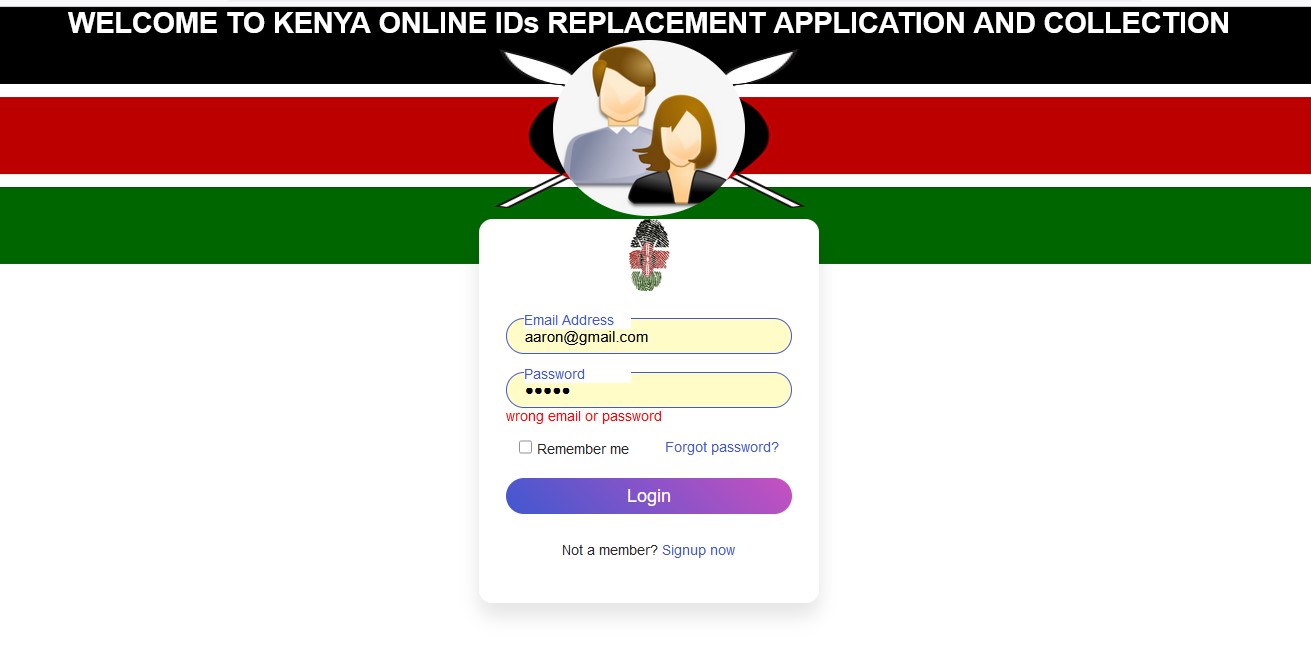 WELCOME TO KENYA ONLINE IDs REPLACEMENT APPLICATION AND COLLECTION
Email Address
aaron@gmail.com
Password
•••••
wrong email or password
Remember me
Forgot password?
Login
Not a member? Signup now